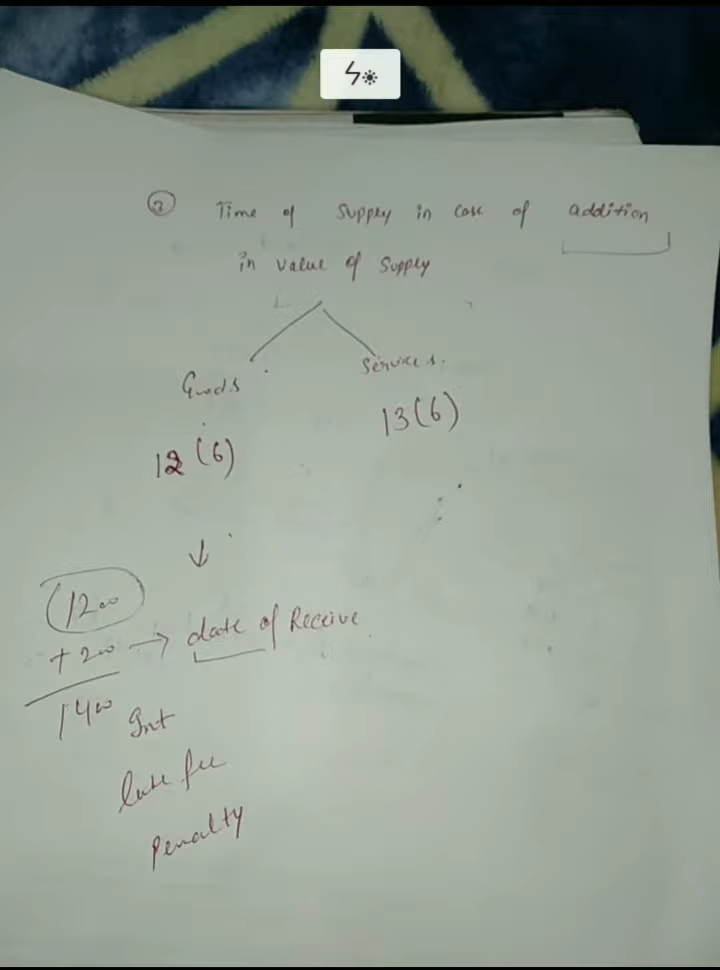 ② Time of Supply in case of addition
in value of Supply
Goods
Services.
12 (6)
13 (6)
1200
+ 200 → date of Receive
1400
Int
late fee
Penalty